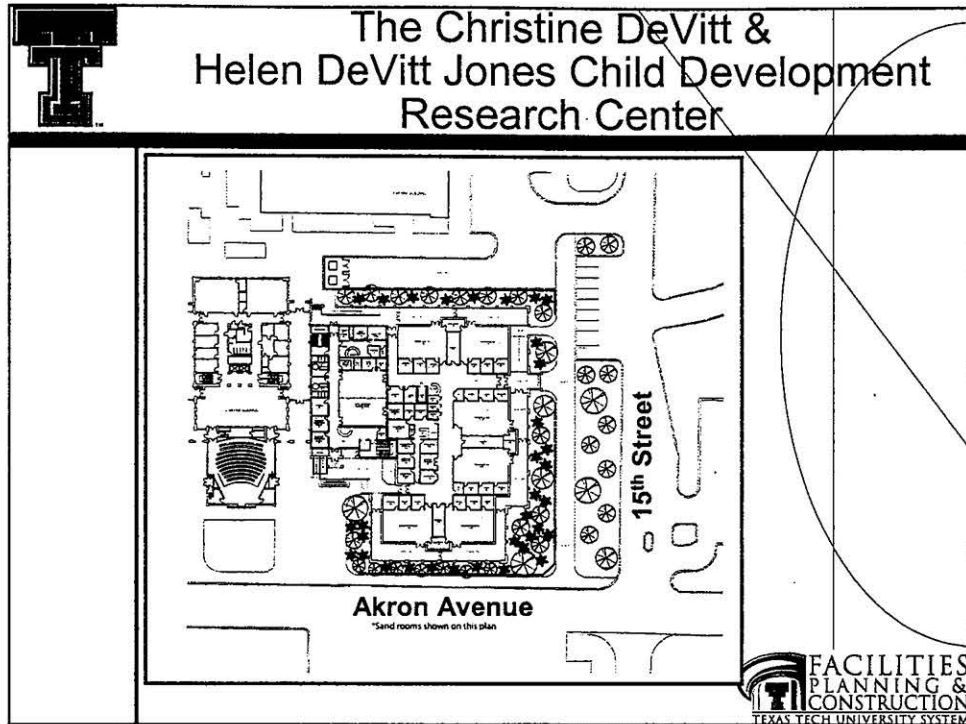 The Christine DeVitt &
Helen DeVitt Jones Child Development
Research Center
15th Street
Akron Avenue
*Sand rooms shown on this plan
FACILITIES
PLANNING &
CONSTRUCTION
TEXAS TECH UNIVERSITY SYSTEM